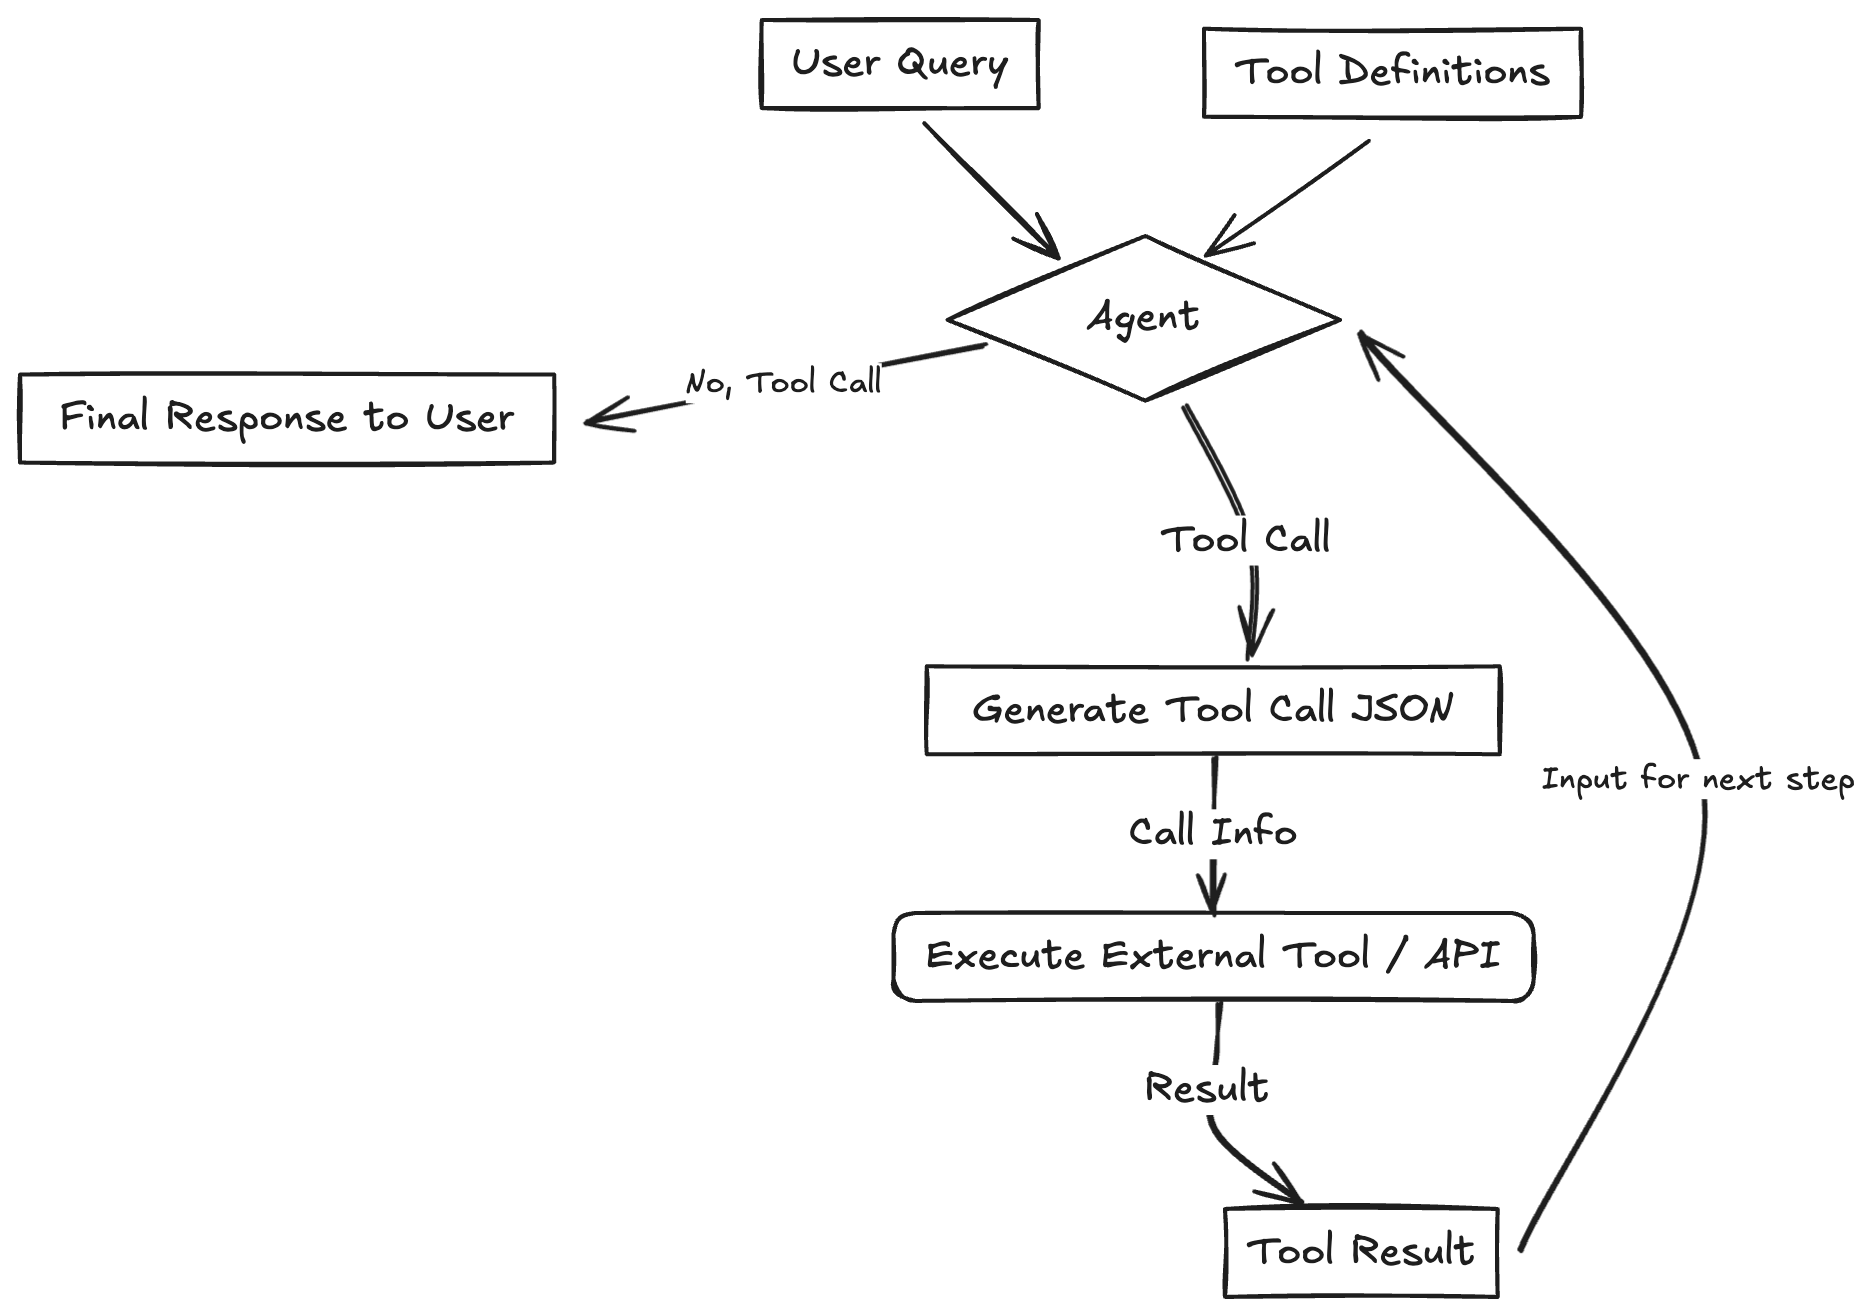 User Query
Tool Definitions
Agent
No, Tool Call
Final Response to User
Tool Call
Generate Tool Call JSON
Input for next step
Call Info
Execute External Tool / API
Result
Tool Result